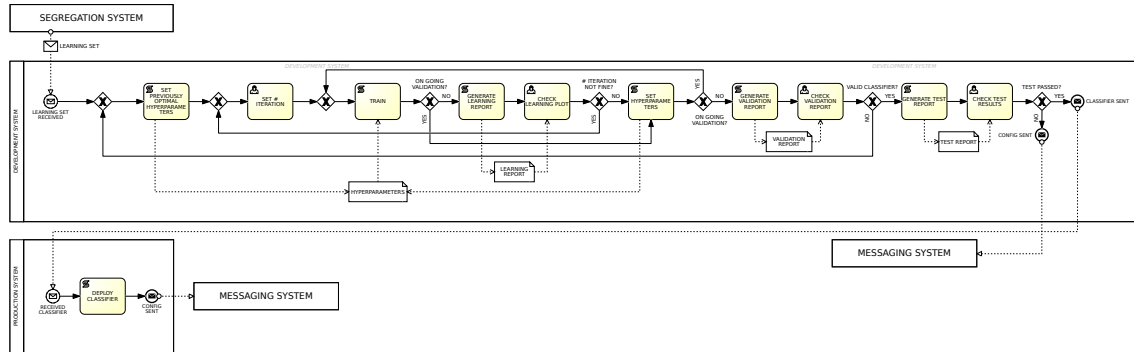 SEGREGATION SYSTEM
LEARNING SET
DEVELOPMENT SYSTEM
DEVELOPMENT SYSTEM
DEVELOPMENT SYSTEM
LEARNING SET
RECEIVED
SET
PREVIOUSLY
OPTIMAL
HYPERPARAME
TERS
SET #
ITERATION
TRAIN
ON GOING
VALIDATION?
NO
YES
GENERATE
LEARNING
REPORT
CHECK
LEARNING PLOT
# ITERATION
NOT FINE?
NO
YES
SET
HYPERPARAME
TERS
YES
NO
ON GOING
VALIDATION?
GENERATE
VALIDATION
REPORT
CHECK
VALIDATION
REPORT
VALID CLASSIFIER?
YES
NO
GENERATE TEST
REPORT
CHECK TEST
RESULTS
TEST PASSED?
YES
CLASSIFIER SENT
NO
CONFIG SENT
VALIDATION
REPORT
TEST REPORT
LEARNING
REPORT
HYPERPARAMETERS
MESSAGING SYSTEM
PRODUCTION SYSTEM
RECEIVED
CLASSIFIER
DEPLOY
CLASSIFIER
CONFIG
SENT
MESSAGING SYSTEM